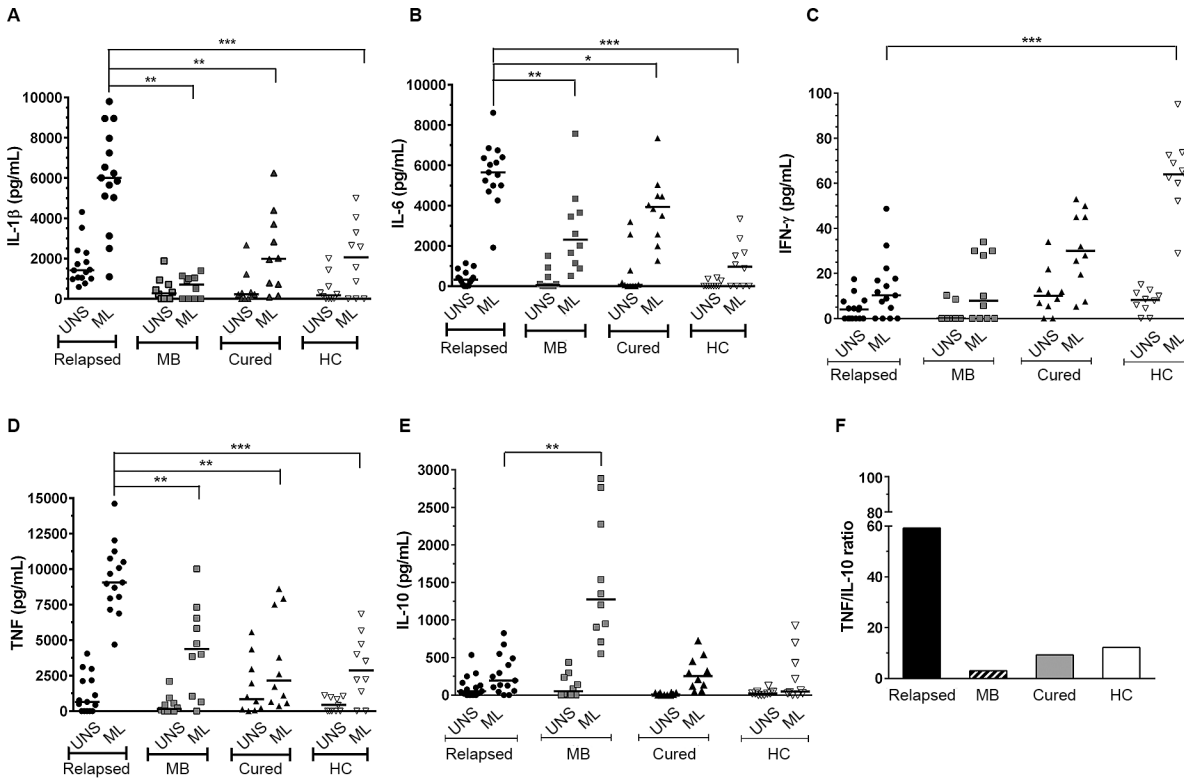 A
***
**
**
IL-1β (pg/mL)
10000
8000
6000
4000
2000
0
UNS ML UNS ML UNS ML UNS ML
Relapsed MB Cured HC
B
***
*
**
IL-6 (pg/mL)
10000
8000
6000
4000
2000
0
UNS ML UNS ML UNS ML UNS ML
Relapsed MB Cured HC
C
***
IFN-γ (pg/mL)
100
80
60
40
20
0
UNS ML UNS ML UNS ML UNS ML
Relapsed MB Cured HC
D
***
**
**
TNF (pg/mL)
15000
12500
10000
7500
5000
2500
0
UNS ML UNS ML UNS ML UNS ML
Relapsed MB Cured HC
E
**
IL-10 (pg/mL)
3000
2500
2000
1500
1000
500
0
UNS ML UNS ML UNS ML UNS ML
Relapsed MB Cured HC
F
TNF/IL-10 ratio
100
80
60
40
20
0
Relapsed MB Cured HC